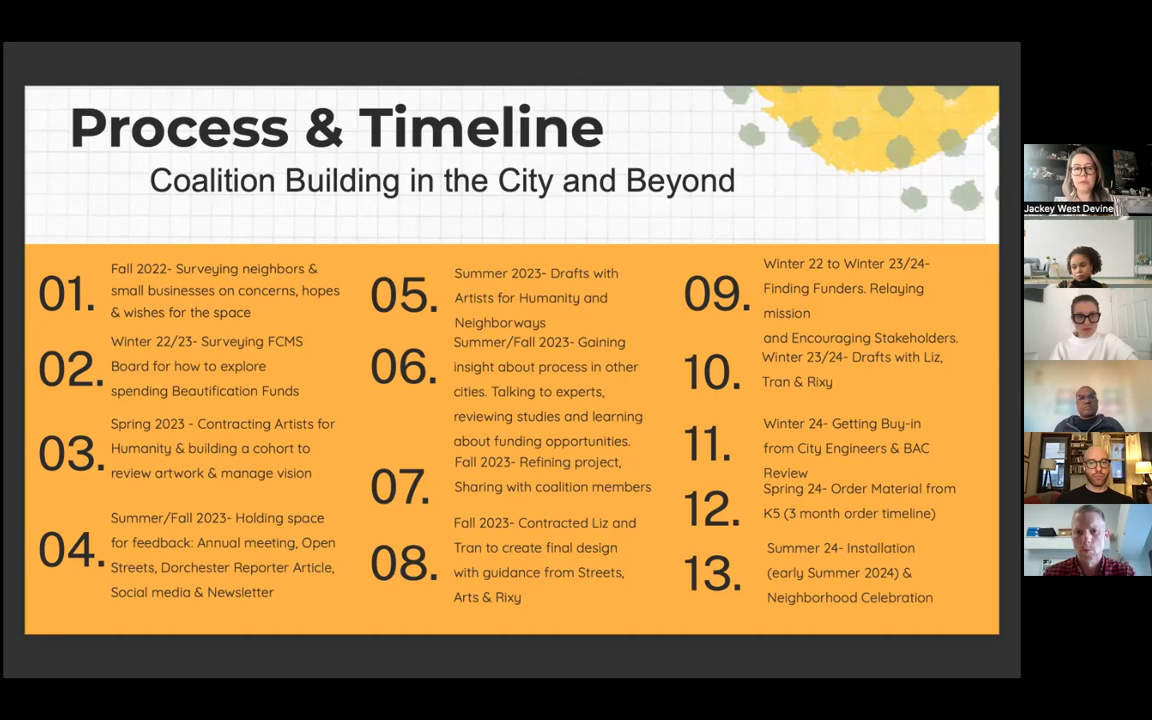 Process & Timeline
Coalition Building in the City and Beyond
01.
Fall 2022- Surveying neighbors &
small businesses on concerns, hopes
& wishes for the space
02.
Winter 22/23- Surveying FCMS
Board for how to explore
spending Beautification Funds
03.
Spring 2023 - Contracting Artists for
Humanity & building a cohort to
review artwork & manage vision
04.
Summer/Fall 2023- Holding space
for feedback: Annual meeting, Open
Streets, Dorchester Reporter Article,
Social media & Newsletter
05.
Summer 2023- Drafts with
Artists for Humanity and
Neighborways
06.
Summer/Fall 2023- Gaining
insight about process in other
cities. Talking to experts,
reviewing studies and learning
about funding opportunities.
07.
Fall 2023- Refining project,
Sharing with coalition members
08.
Fall 2023- Contracted Liz and
Tran to create final design
with guidance from Streets,
Arts & Rixy
09.
Winter 22 to Winter 23/24-
Finding Funders. Relaying
mission
and Encouraging Stakeholders.
10.
Winter 23/24- Drafts with Liz,
Tran & Rixy
11.
Winter 24- Getting Buy-in
from City Engineers & BAC
Review
12.
Spring 24- Order Material from
K5 (3 month order timeline)
13.
Summer 24- Installation
(early Summer 2024) &
Neighborhood Celebration
Jackey West Devine